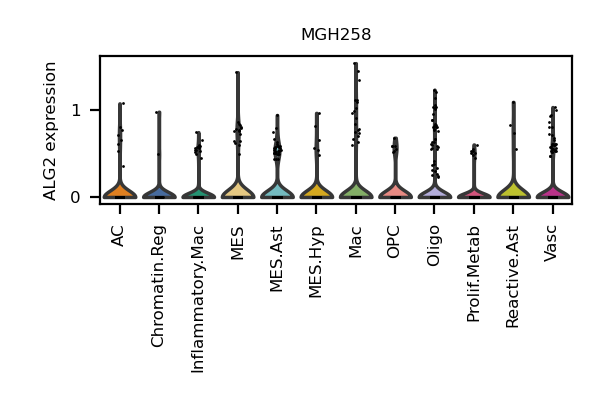 MGH258
ALG2 expression
1
0
AC
Chromatin.Reg
Inflammatory.Mac
MES
MES.Ast
MES.Hyp
Mac
OPC
Oligo
Prolif.Metab
Reactive.Ast
Vasc